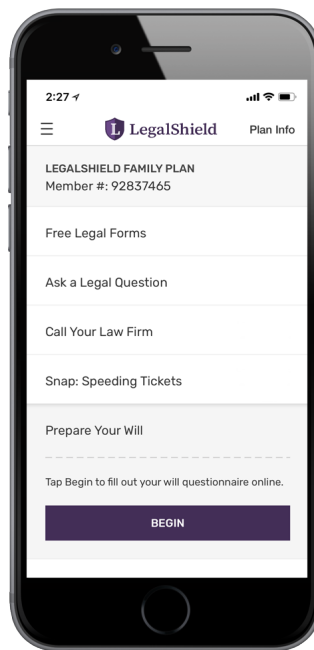 2:27
LegalShield
Plan Info
LEGALSHIELD FAMILY PLAN
Member #: 92837465
Free Legal Forms
Ask a Legal Question
Call Your Law Firm
Snap: Speeding Tickets
Prepare Your Will
Tap Begin to fill out your will questionnaire online.
BEGIN